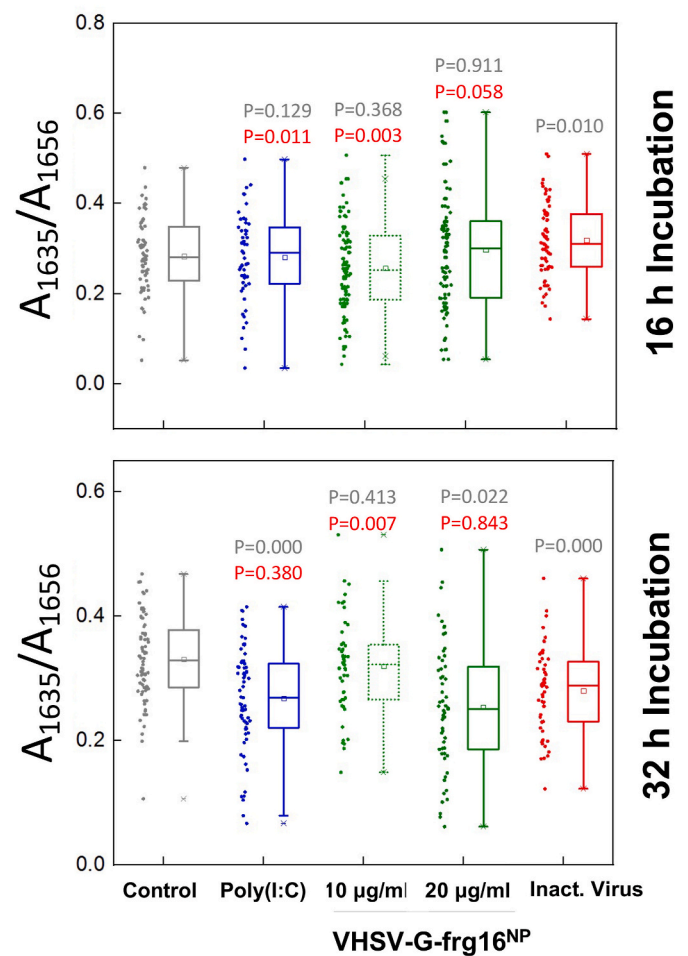 0.8
0.6
0.4
0.2
0.0
A1635/A1656
P=0.129
P=0.011
P=0.368
P=0.003
P=0.911
P=0.058
P=0.010
16 h Incubation
0.6
0.4
0.2
0.0
A1635/A1656
P=0.000
P=0.380
P=0.413
P=0.007
P=0.022
P=0.843
P=0.000
32 h Incubation
Control Poly(I:C) 10 µg/ml 20 µg/ml Inact. Virus
VHSV-G-frg16NP